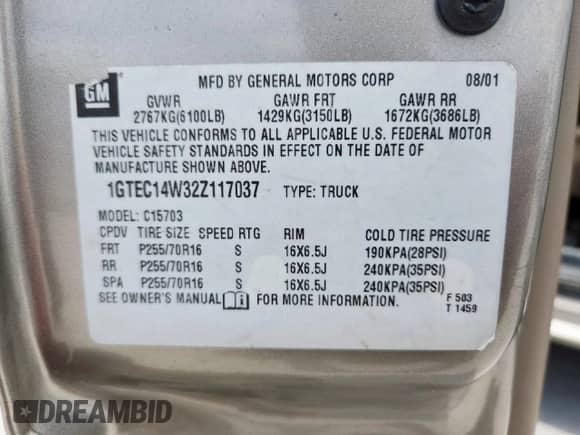 GM
MFD BY GENERAL MOTORS CORP 08/01
GVWR GAWR FRT GAWR RR
2767KG(6100LB) 1429KG(3150LB) 1672KG(3686LB)
THIS VEHICLE CONFORMS TO ALL APPLICABLE U.S. FEDERAL MOTOR
VEHICLE SAFETY STANDARDS IN EFFECT ON THE DATE OF
MANUFACTURE SHOWN ABOVE.
1GTEC14W32Z117037 TYPE: TRUCK
MODEL: C15703
CPDV TIRE SIZE SPEED RTG RIM COLD TIRE PRESSURE
FRT P255/70R16 S 16X6.5J 190KPA(28PSI)
RR P255/70R16 S 16X6.5J 240KPA(35PSI)
SPA P255/70R16 S 16X6.5J 240KPA(35PSI)
SEE OWNER'S MANUAL FOR MORE INFORMATION. F 503
T 1459
DREAMBID